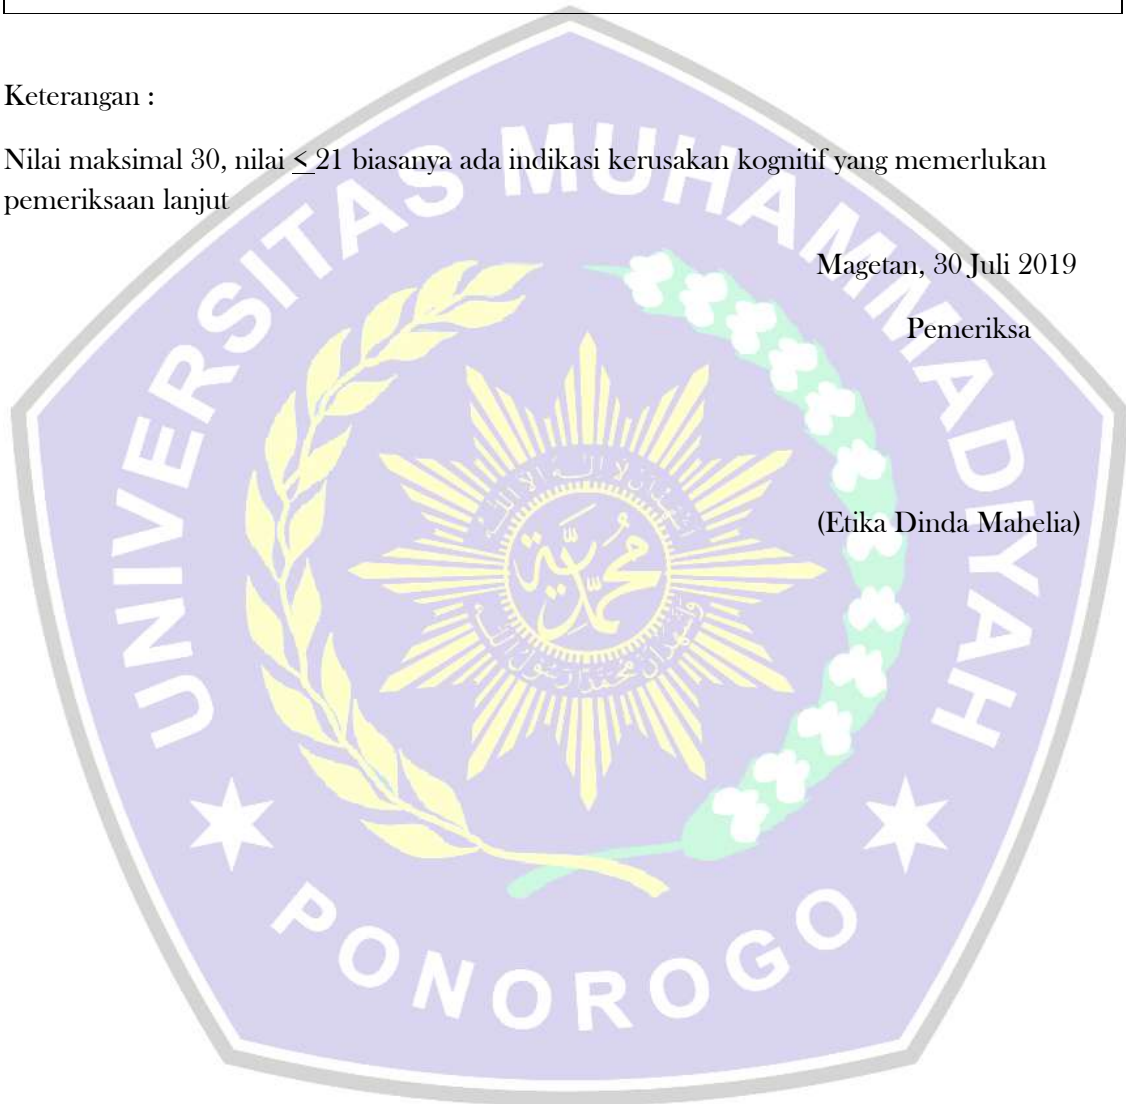 Keterangan :
Nilai maksimal 30, nilai < 21 biasanya ada indikasi kerusakan kognitif yang memerlukan
pemeriksaan lanjut
Magetan, 30 Juli 2019
Pemeriksa
(Etika Dinda Mahelia)
UNIVERSITAS MUHAMMADIYAH
محمدية
PONOROGO